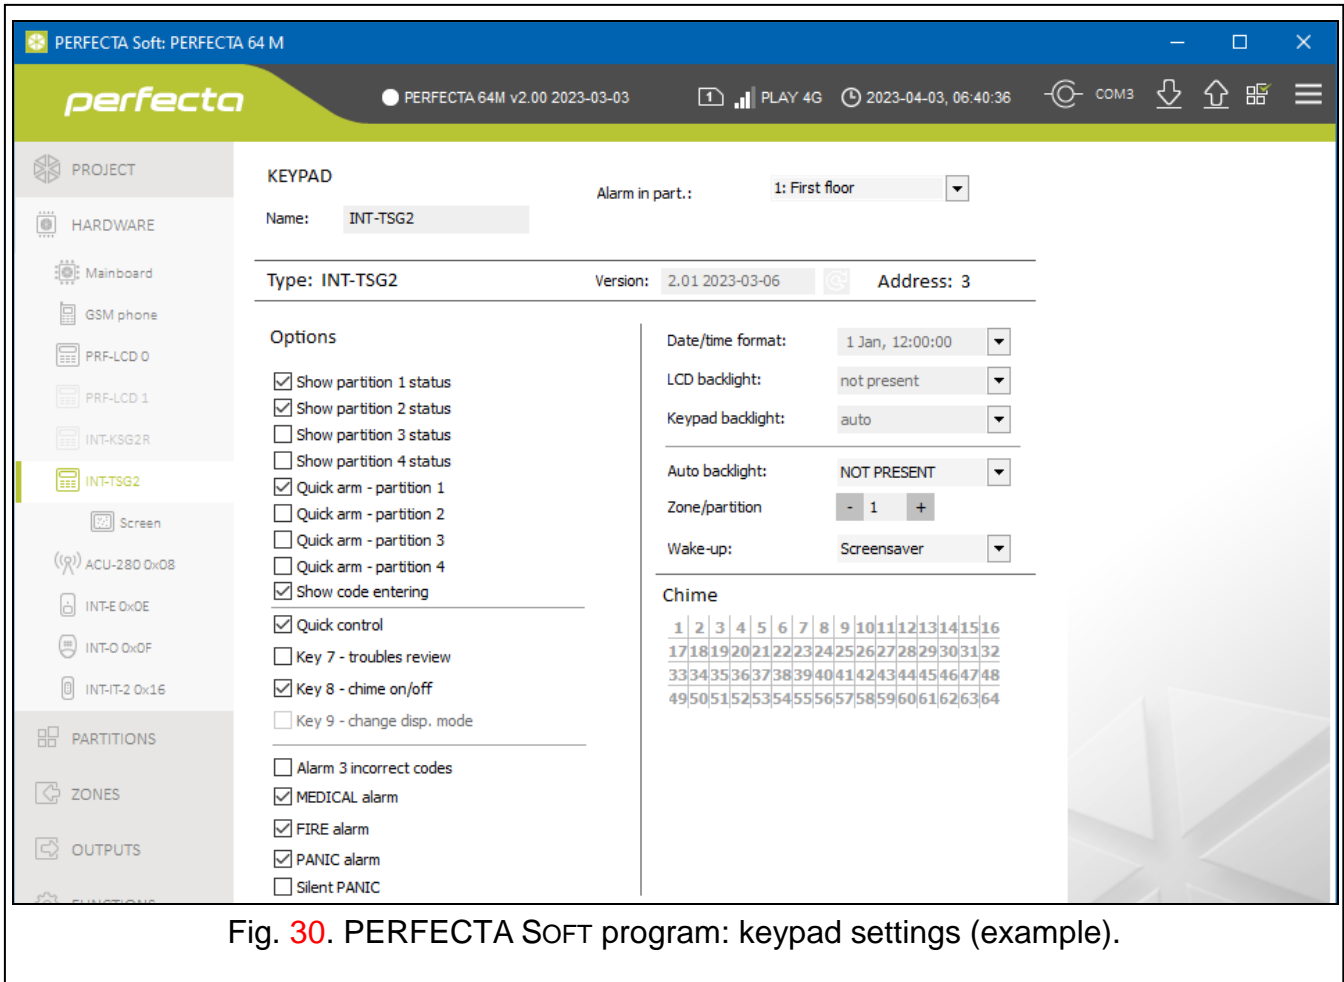 PERFECTA Soft: PERFECTA 64 M
perfecta
PERFECTA 64M v2.00 2023-03-03
1 PLAY 4G 2023-04-03, 06:40:36
COM3
PROJECT
HARDWARE
Mainboard
GSM phone
PRF-LCD 0
PRF-LCD 1
INT-KSG2R
INT-TSG2
Screen
ACU-280 0x08
INT-E 0x0E
INT-O 0x0F
INT-IT-2 0x16
PARTITIONS
ZONES
OUTPUTS
FUNCTIONS
KEYPAD
Alarm in part.: 1: First floor
Name: INT-TSG2
Type: INT-TSG2 Version: 2.01 2023-03-06 Address: 3
Options
Show partition 1 status
Show partition 2 status
Show partition 3 status
Show partition 4 status
Quick arm - partition 1
Quick arm - partition 2
Quick arm - partition 3
Quick arm - partition 4
Show code entering
Quick control
Key 7 - troubles review
Key 8 - chime on/off
Key 9 - change disp. mode
Alarm 3 incorrect codes
MEDICAL alarm
FIRE alarm
PANIC alarm
Silent PANIC
Date/time format: 1 Jan, 12:00:00
LCD backlight: not present
Keypad backlight: auto
Auto backlight: NOT PRESENT
Zone/partition - 1 +
Wake-up: Screensaver
Chime
1 2 3 4 5 6 7 8 9 10 11 12 13 14 15 16
17 18 19 20 21 22 23 24 25 26 27 28 29 30 31 32
33 34 35 36 37 38 39 40 41 42 43 44 45 46 47 48
49 50 51 52 53 54 55 56 57 58 59 60 61 62 63 64
Fig. 30. PERFECTA SOFT program: keypad settings (example).